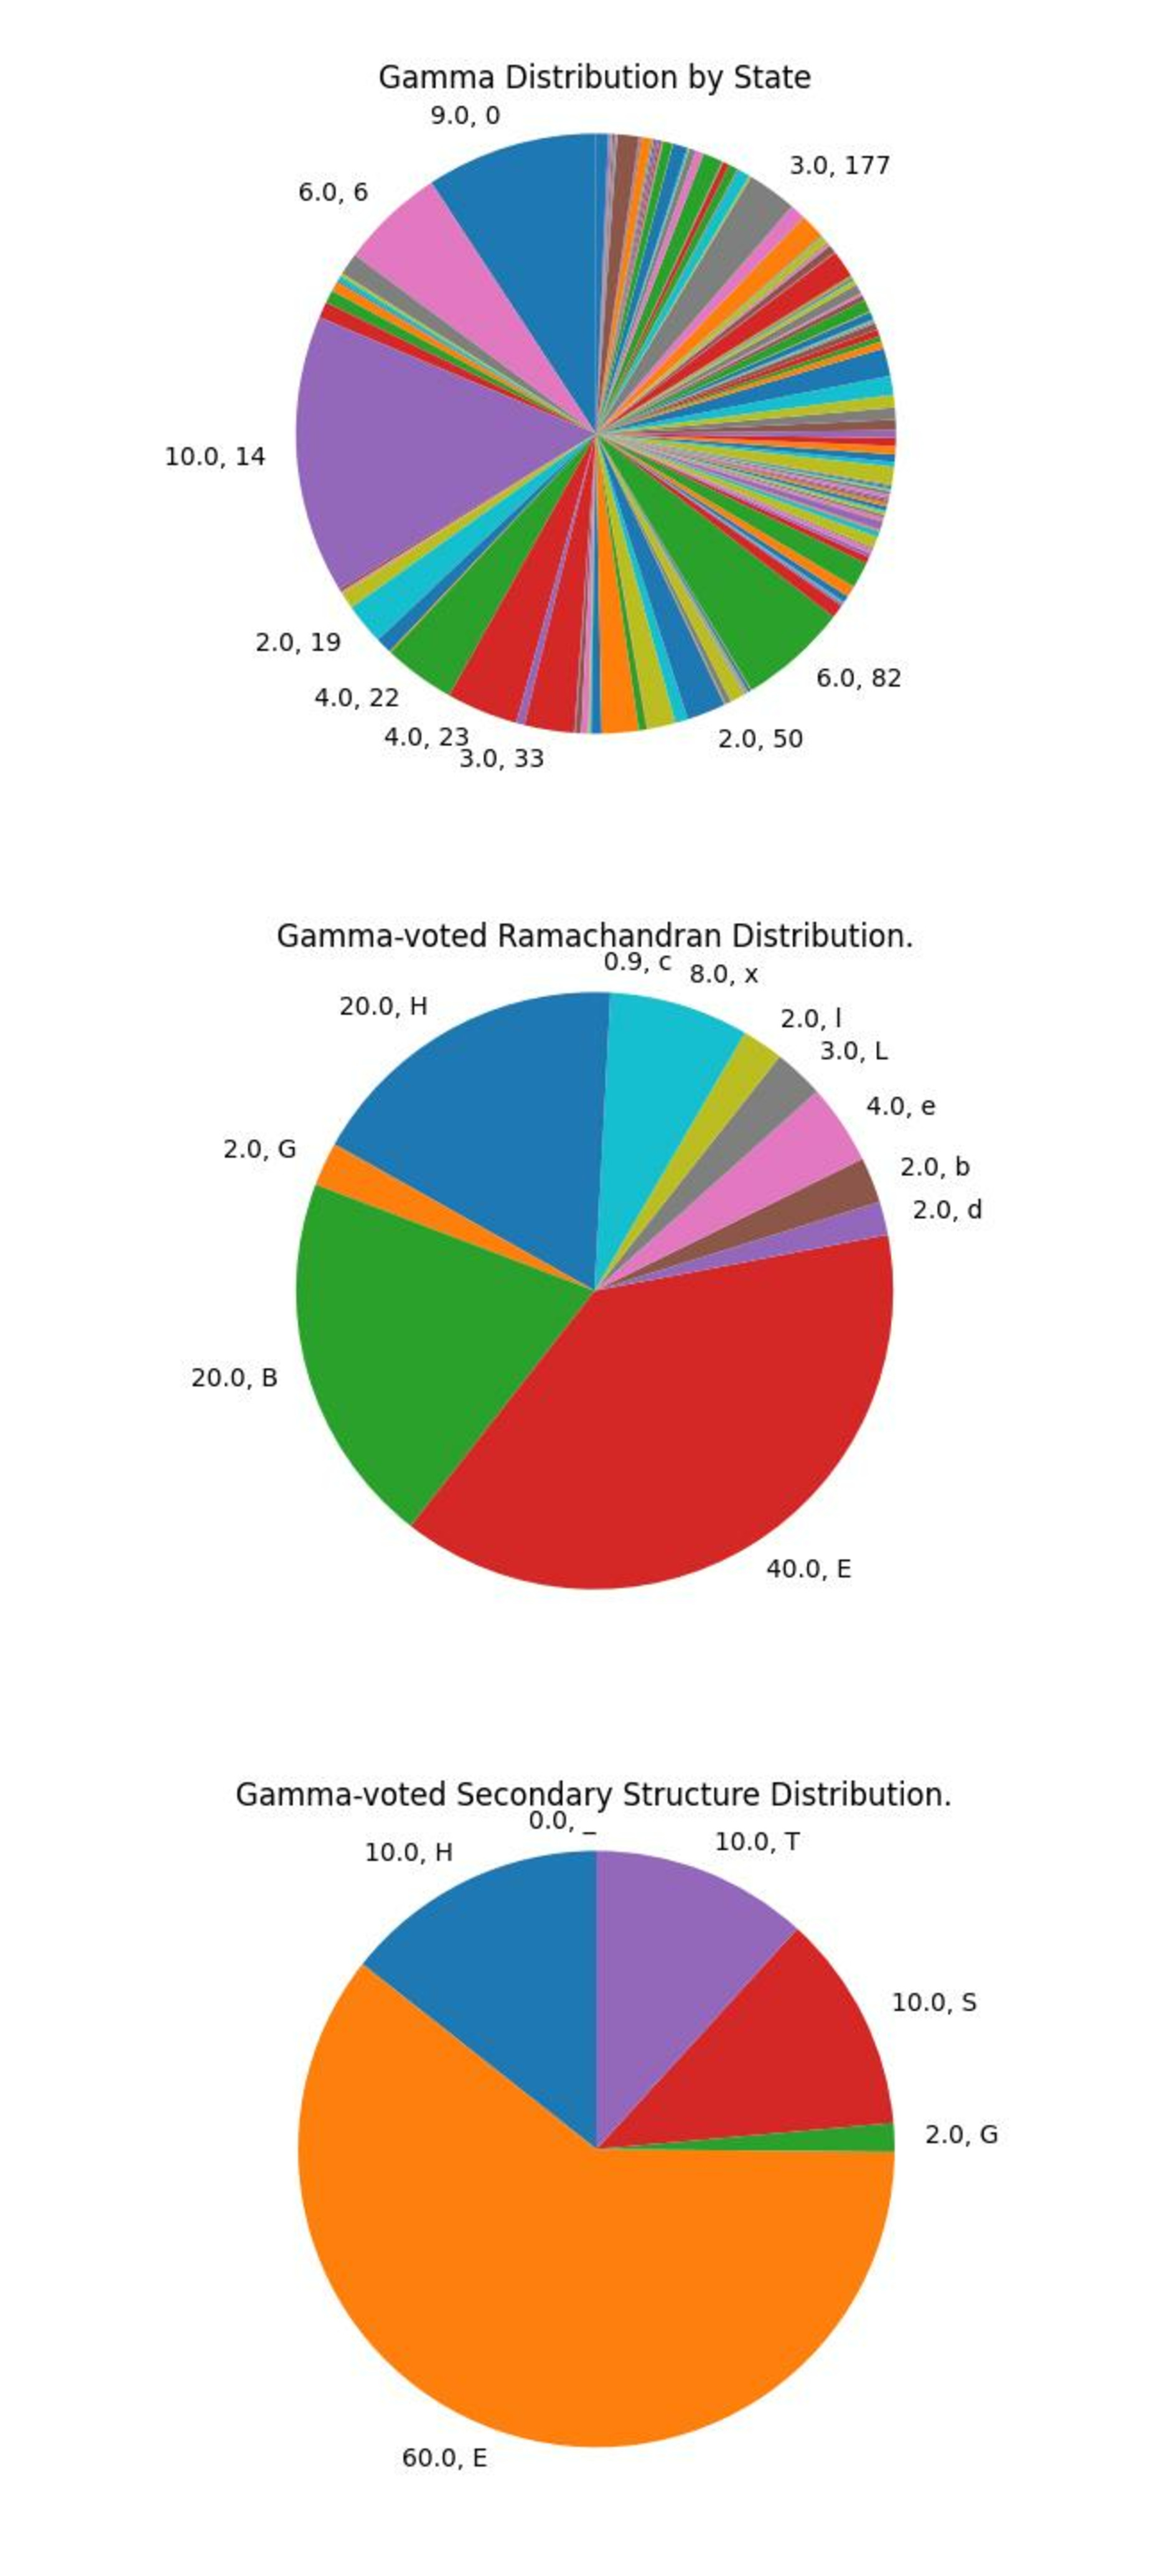 Gamma Distribution by State
9.0, 0
3.0, 177
6.0, 6
10.0, 14
2.0, 19
6.0, 82
4.0, 22
4.0, 23
2.0, 50
3.0, 33
Gamma-voted Ramachandran Distribution.
0.9, c
8.0, x
20.0, H
2.0, l
3.0, L
4.0, e
2.0, G
2.0, b
2.0, d
20.0, B
40.0, E
Gamma-voted Secondary Structure Distribution.
0.0, _
10.0, T
10.0, H
10.0, S
2.0, G
60.0, E